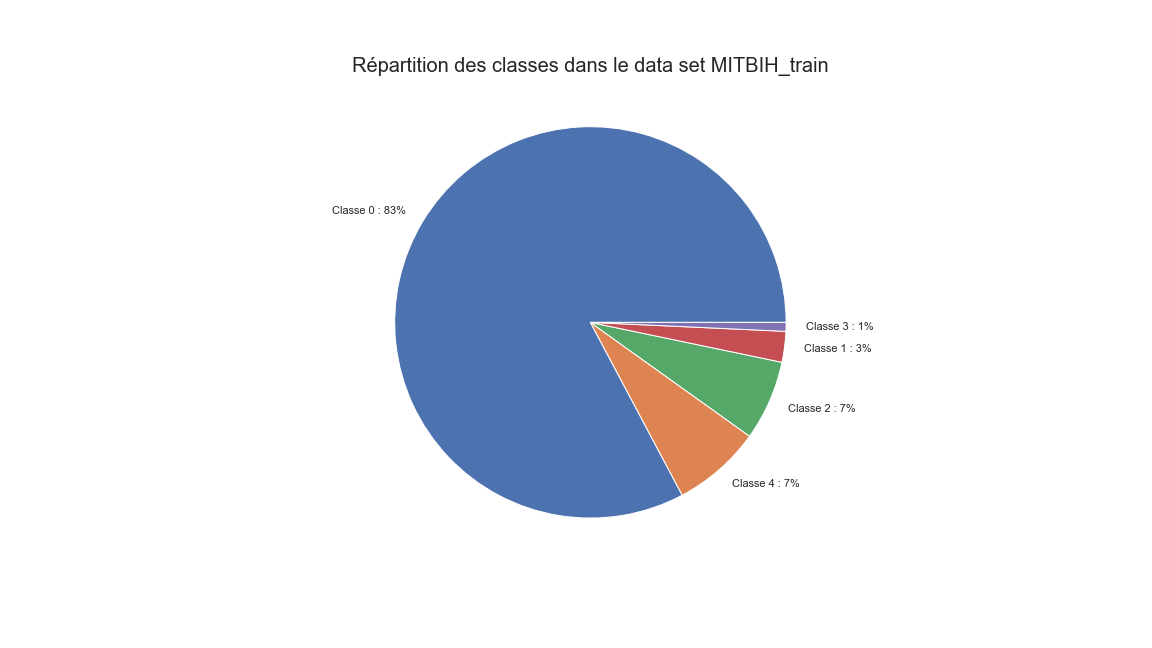 Répartition des classes dans le data set MITBIH_train
Classe 0 : 83%
Classe 3 : 1%
Classe 1 : 3%
Classe 2 : 7%
Classe 4 : 7%